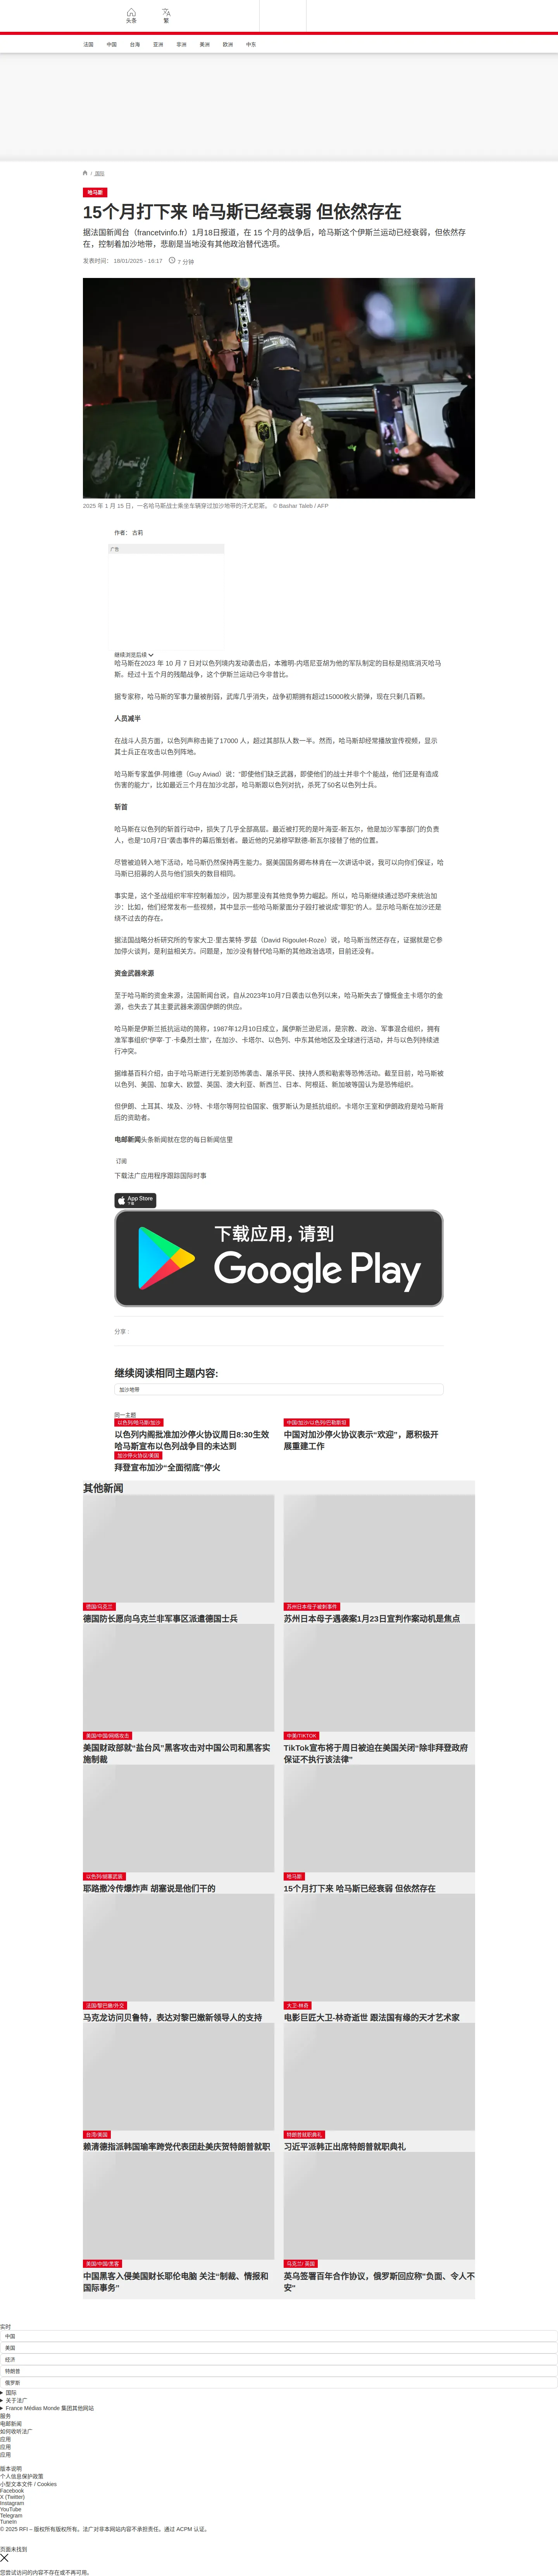 头条
繁
法國
中国
台海
亚洲
非洲
美洲
欧洲
中东
/ 国际
哈马斯
15个月打下来 哈马斯已经衰弱 但依然存在
据法国新闻台（francetvinfo.fr）1月18日报道，在 15 个月的战争后，哈马斯这个伊斯兰运动已经衰弱，但依然存
在，控制着加沙地带，悲剧是当地没有其他政治替代选项。
发表时间： 18/01/2025 - 16:17
7 分钟
2025 年 1 月 15 日，一名哈马斯战士乘坐车辆穿过加沙地带的汗尤尼斯。 © Bashar Taleb / AFP
作者： 古莉
广告
继续浏览后续
哈马斯在2023 年 10 月 7 日对以色列境内发动袭击后，本雅明-内塔尼亚胡为他的军队制定的目标是彻底消灭哈马
斯。经过十五个月的残酷战争，这个伊斯兰运动已今非昔比。
据专家称，哈马斯的军事力量被削弱，武库几乎消失，战争初期拥有超过15000枚火箭弹，现在只剩几百颗。
人员减半
在战斗人员方面，以色列声称击毙了17000 人，超过其部队人数一半。然而，哈马斯却经常播放宣传视频，显示
其士兵正在攻击以色列阵地。
哈马斯专家盖伊·阿维德（Guy Aviad）说："即使他们缺乏武器，即使他们的战士并非个个能战，他们还是有造成
伤害的能力"，比如最近三个月在加沙北部，哈马斯跟以色列对抗，杀死了50名以色列士兵。
斩首
哈马斯在以色列的斩首行动中，损失了几乎全部高层。最近被打死的是叶海亚-新瓦尔，他是加沙军事部门的负责
人，也是"10月7日"袭击事件的幕后策划者。最近他的兄弟穆罕默德-新瓦尔接替了他的位置。
尽管被迫转入地下活动，哈马斯仍然保持再生能力。据美国国务卿布林肯在一次讲话中说，我可以向你们保证，哈
马斯已招募的人员与他们损失的数目相同。
事实是，这个圣战组织牢牢控制着加沙，因为那里没有其他竞争势力崛起。所以，哈马斯继续通过恐吓来统治加
沙：比如，他们经常发布一些视频，其中显示一些哈马斯蒙面分子殴打被说成"罪犯"的人。显示哈马斯在加沙还是
绕不过去的存在。
据法国战略分析研究所的专家大卫·里古莱特·罗兹（David Rigoulet-Roze）说，哈马斯当然还存在，证据就是它参
加停火谈判，是利益相关方。问题是，加沙没有替代哈马斯的其他政治选项，目前还没有。
资金武器来源
至于哈马斯的资金来源，法国新闻台说，自从2023年10月7日袭击以色列以来，哈马斯失去了慷慨金主卡塔尔的金
源，也失去了其主要武器来源国伊朗的供应。
哈马斯是伊斯兰抵抗运动的简称，1987年12月10日成立，属伊斯兰逊尼派，是宗教、政治、军事混合组织，拥有
准军事组织"伊宰·丁·卡桑烈士旅"，在加沙、卡塔尔、以色列、中东其他地区及全球进行活动，并与以色列持续进
行冲突。
据维基百科介绍，由于哈马斯进行无差别恐怖袭击、屠杀平民、挟持人质和勒索等恐怖活动。截至目前，哈马斯被
以色列、美国、加拿大、欧盟、英国、澳大利亚、新西兰、日本、阿根廷、新加坡等国认为是恐怖组织。
但伊朗、土耳其、埃及、沙特、卡塔尔等阿拉伯国家、俄罗斯认为是抵抗组织。卡塔尔王室和伊朗政府是哈马斯背
后的资助者。
电邮新闻头条新闻就在您的每日新闻信里
订阅
下载法广应用程序跟踪国际时事
App Store
下载
下载应用，请到
Google Play
分享 :
继续阅读相同主题内容:
加沙地带
同一主题
以色列/哈马斯/加沙
以色列内阁批准加沙停火协议周日8:30生效
哈马斯宣布以色列战争目的未达到
中国/加沙/以色列/巴勒斯坦
中国对加沙停火协议表示"欢迎"，愿积极开
展重建工作
加沙停火协议/美国
拜登宣布加沙"全面彻底"停火
其他新闻
德国/乌克兰
德国防长愿向乌克兰非军事区派遣德国士兵
苏州日本母子被刺事件
苏州日本母子遇袭案1月23日宣判作案动机是焦点
美国/中国/网络攻击
美国财政部就"盐台风"黑客攻击对中国公司和黑客实
施制裁
中美/TIKTOK
TikTok宣布将于周日被迫在美国关闭"除非拜登政府
保证不执行该法律"
以色列/胡塞武装
耶路撒冷传爆炸声 胡塞说是他们干的
哈马斯
15个月打下来 哈马斯已经衰弱 但依然存在
法国/黎巴嫩/外交
马克龙访问贝鲁特，表达对黎巴嫩新领导人的支持
大卫·林奇
电影巨匠大卫-林奇逝世 跟法国有缘的天才艺术家
台湾/美国
赖清德指派韩国瑜率跨党代表团赴美庆贺特朗普就职
特朗普就职典礼
习近平派韩正出席特朗普就职典礼
美国/中国/黑客
中国黑客入侵美国财长耶伦电脑 关注"制裁、情报和
国际事务"
乌克兰/ 英国
英乌签署百年合作协议，俄罗斯回应称"负面、令人不
安"
实时
中国
美国
经济
特朗普
俄罗斯
国际
关于法广
France Médias Monde 集团其他网站
服务
电邮新闻
如何收听法广
应用
应用
应用
版本说明
个人信息保护政策
小型文本文件 / Cookies
Facebook
X (Twitter)
Instagram
YouTube
Telegram
TuneIn
© 2025 RFI – 版权所有版权所有。法广对非本网站内容不承担责任。通过 ACPM 认证。
页面未找到
您尝试访问的内容不存在或不再可用。